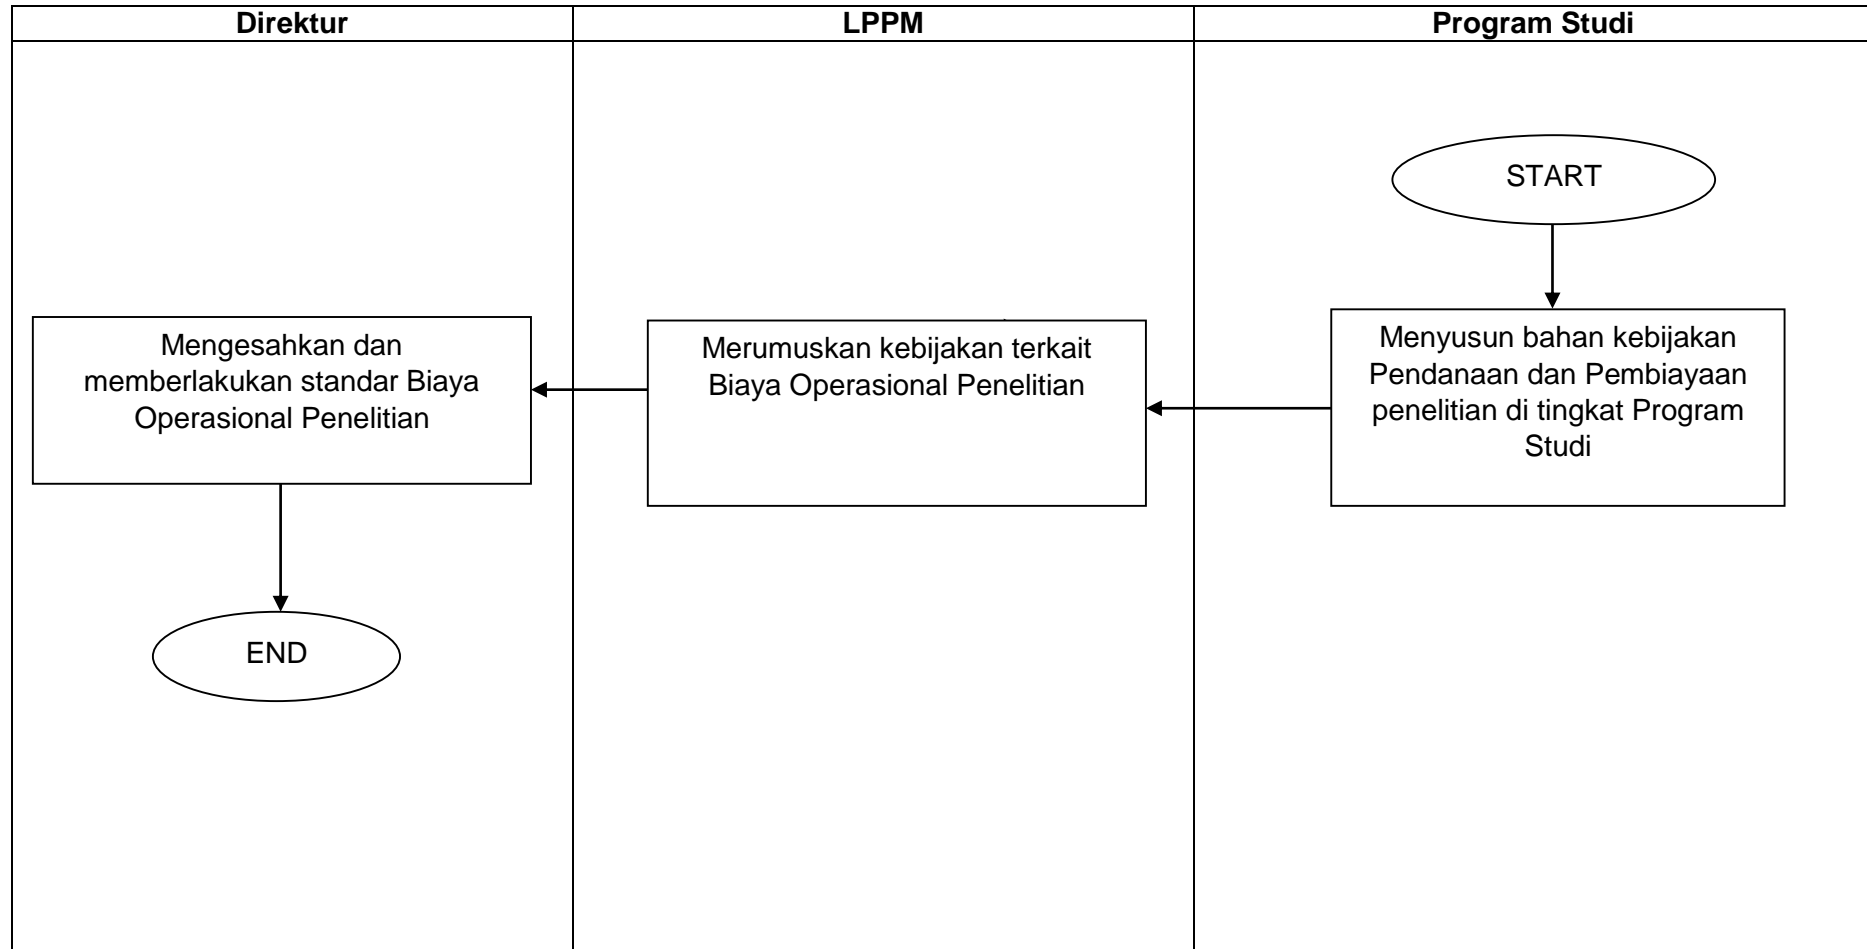 Direktur
LPPM
Program Studi
START
Mengesahkan dan
memberlakukan standar Biaya
Operasional Penelitian
Merumuskan kebijakan terkait
Biaya Operasional Penelitian
Menyusun bahan kebijakan
Pendanaan dan Pembiayaan
penelitian di tingkat Program
Studi
END